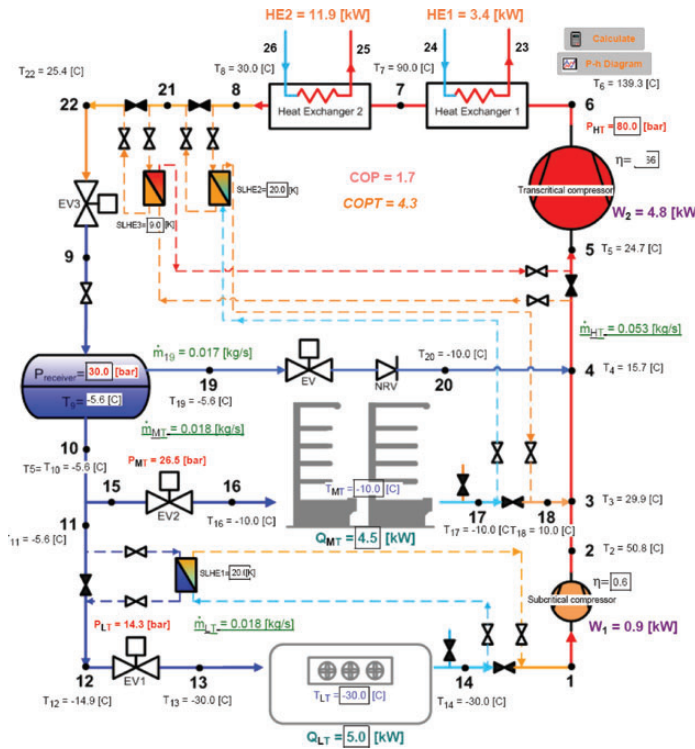 HE2 = 11.9 [kW]
HE1 = 3.4 [kW]
Calculate
P-h Diagram
26
25
24
23
T22 = 25.4 [C]
T8 = 30.0 [C]
T7 = 90.0 [C]
T6 = 139.3 [C]
22
21
8
7
6
Heat Exchanger 2
Heat Exchanger 1
PHT = 80.0 [bar]
η=
Transcritical compressor
W2 = 4.8 [kW]
COP = 1.7
COPT = 4.3
SLHE2= 20.0 [K]
SLHE3= 9.0 [K]
EV3
9
5
T5 = 24.7 [C]
ṁHT = 0.053 [kg/s]
Preceiver= 30.0 [bar]
T9 = -5.6 [C]
ṁ19 = 0.017 [kg/s]
19
EV
NRV
T20 = -10.0 [C]
20
4
T4 = 15.7 [C]
T19 = -5.6 [C]
ṁMT = 0.018 [kg/s]
10
T5= T10 = -5.6 [C]
PMT = 26.5 [bar]
15
16
EV2
T16 = -10.0 [C]
TMT= -10.0 [C]
QMT = 4.5 [kW]
17
18
3
T3 = 29.9 [C]
T17 = -10.0 [C]
T18 = 10.0 [C]
11
11 = -5.6 [C]
2
T2 = 50.8 [C]
SLHE1= 20.0 [K]
η= 0.6
Subcritical compressor
W1 = 0.9 [kW]
PLT = 14.3 [bar]
ṁLT = 0.018 [kg/s]
12
EV1
13
14
1
T12 = -14.9 [C]
T13 = -30.0 [C]
TLT = -30.0 [C]
T14 = -30.0 [C]
QLT = 5.0 [kW]